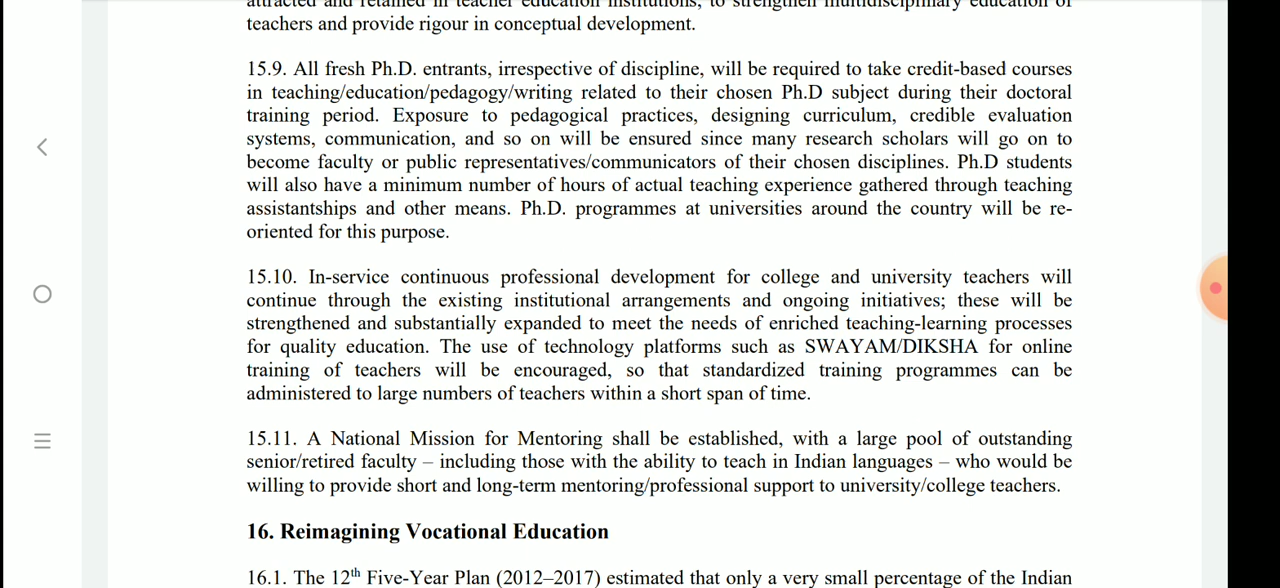 attracted and retained in teacher education institutions, to strengthen multidisciplinary education of
teachers and provide rigour in conceptual development.
15.9. All fresh Ph.D. entrants, irrespective of discipline, will be required to take credit-based courses
in teaching/education/pedagogy/writing related to their chosen Ph.D subject during their doctoral
training period. Exposure to pedagogical practices, designing curriculum, credible evaluation
systems, communication, and so on will be ensured since many research scholars will go on to
become faculty or public representatives/communicators of their chosen disciplines. Ph.D students
will also have a minimum number of hours of actual teaching experience gathered through teaching
assistantships and other means. Ph.D. programmes at universities around the country will be re-
oriented for this purpose.
15.10. In-service continuous professional development for college and university teachers will
continue through the existing institutional arrangements and ongoing initiatives; these will be
strengthened and substantially expanded to meet the needs of enriched teaching-learning processes
for quality education. The use of technology platforms such as SWAYAM/DIKSHA for online
training of teachers will be encouraged, so that standardized training programmes can be
administered to large numbers of teachers within a short span of time.
15.11. A National Mission for Mentoring shall be established, with a large pool of outstanding
senior/retired faculty – including those with the ability to teach in Indian languages – who would be
willing to provide short and long-term mentoring/professional support to university/college teachers.
16. Reimagining Vocational Education
16.1. The 12th Five-Year Plan (2012–2017) estimated that only a very small percentage of the Indian